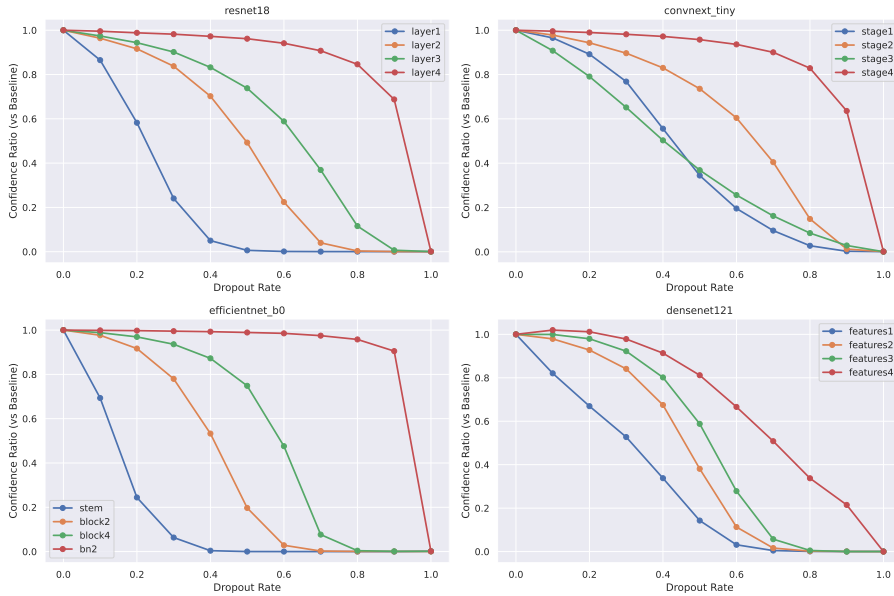 resnet18
Confidence Ratio (vs Baseline)
1.0
0.8
0.6
0.4
0.2
0.0
layer1
layer2
layer3
layer4
0.0 0.2 0.4 0.6 0.8 1.0
Dropout Rate
convnext_tiny
Confidence Ratio (vs Baseline)
1.0
0.8
0.6
0.4
0.2
0.0
stage1
stage2
stage3
stage4
0.0 0.2 0.4 0.6 0.8 1.0
Dropout Rate
efficientnet_b0
Confidence Ratio (vs Baseline)
1.0
0.8
0.6
0.4
0.2
0.0
stem
block2
block4
bn2
0.0 0.2 0.4 0.6 0.8 1.0
Dropout Rate
densenet121
Confidence Ratio (vs Baseline)
1.0
0.8
0.6
0.4
0.2
0.0
features1
features2
features3
features4
0.0 0.2 0.4 0.6 0.8 1.0
Dropout Rate